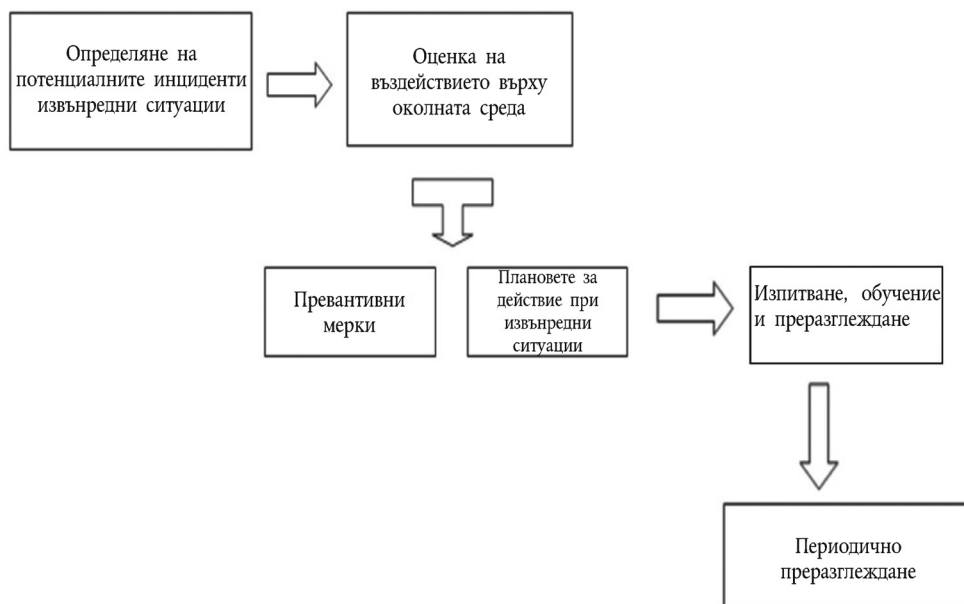 Определяне на
потенциалните инциденти
извънредни ситуации
Оценка на
въздействието върху
околната среда
Превантивни
мерки
Плановете за
действие при
извънредни
ситуации
Изпитване, обучение
и преразглеждане
Периодично
преразглеждане